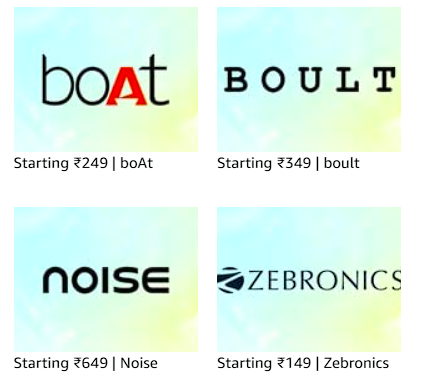 boAt
BOULT
Starting ₹249 | boAt
Starting ₹349 | boult
noise
ZEBRONICS
Starting ₹649 | Noise
Starting ₹149 | Zebronics